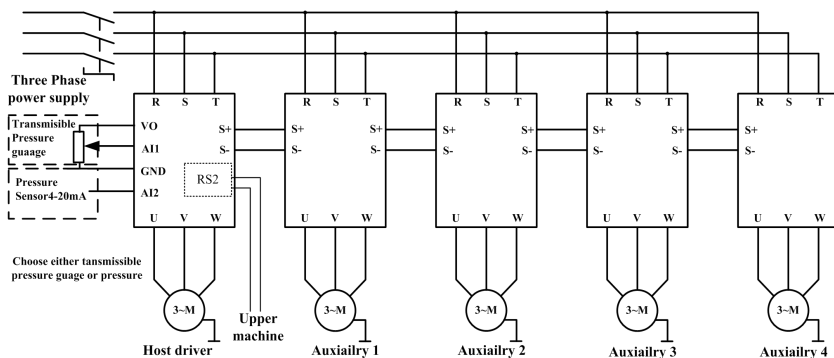 Three Phase
power supply
R S T
R S T
R S T
R S T
R S T
Transmisible
Pressure
guaage
VO
AI1
GND
AI2
Pressure
Sensor4-20mA
RS2
S+
S-
S+
S-
S+
S-
S+
S-
S+
S-
S+
S-
S+
S-
S+
S-
U V W
U V W
U V W
U V W
U V W
Choose either tansmissible
pressure guage or pressure
3~M
3~M
3~M
3~M
3~M
Upper
machine
Host driver
Auxiailry 1
Auxiailry 2
Auxiailry 3
Auxiailry 4